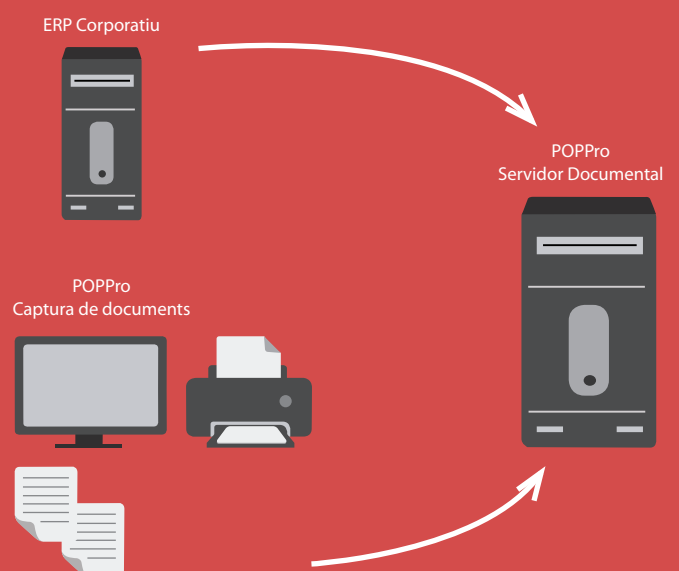 ERP Corporatiu
POPPro
Servidor Documental
POPPro
Captura de documents